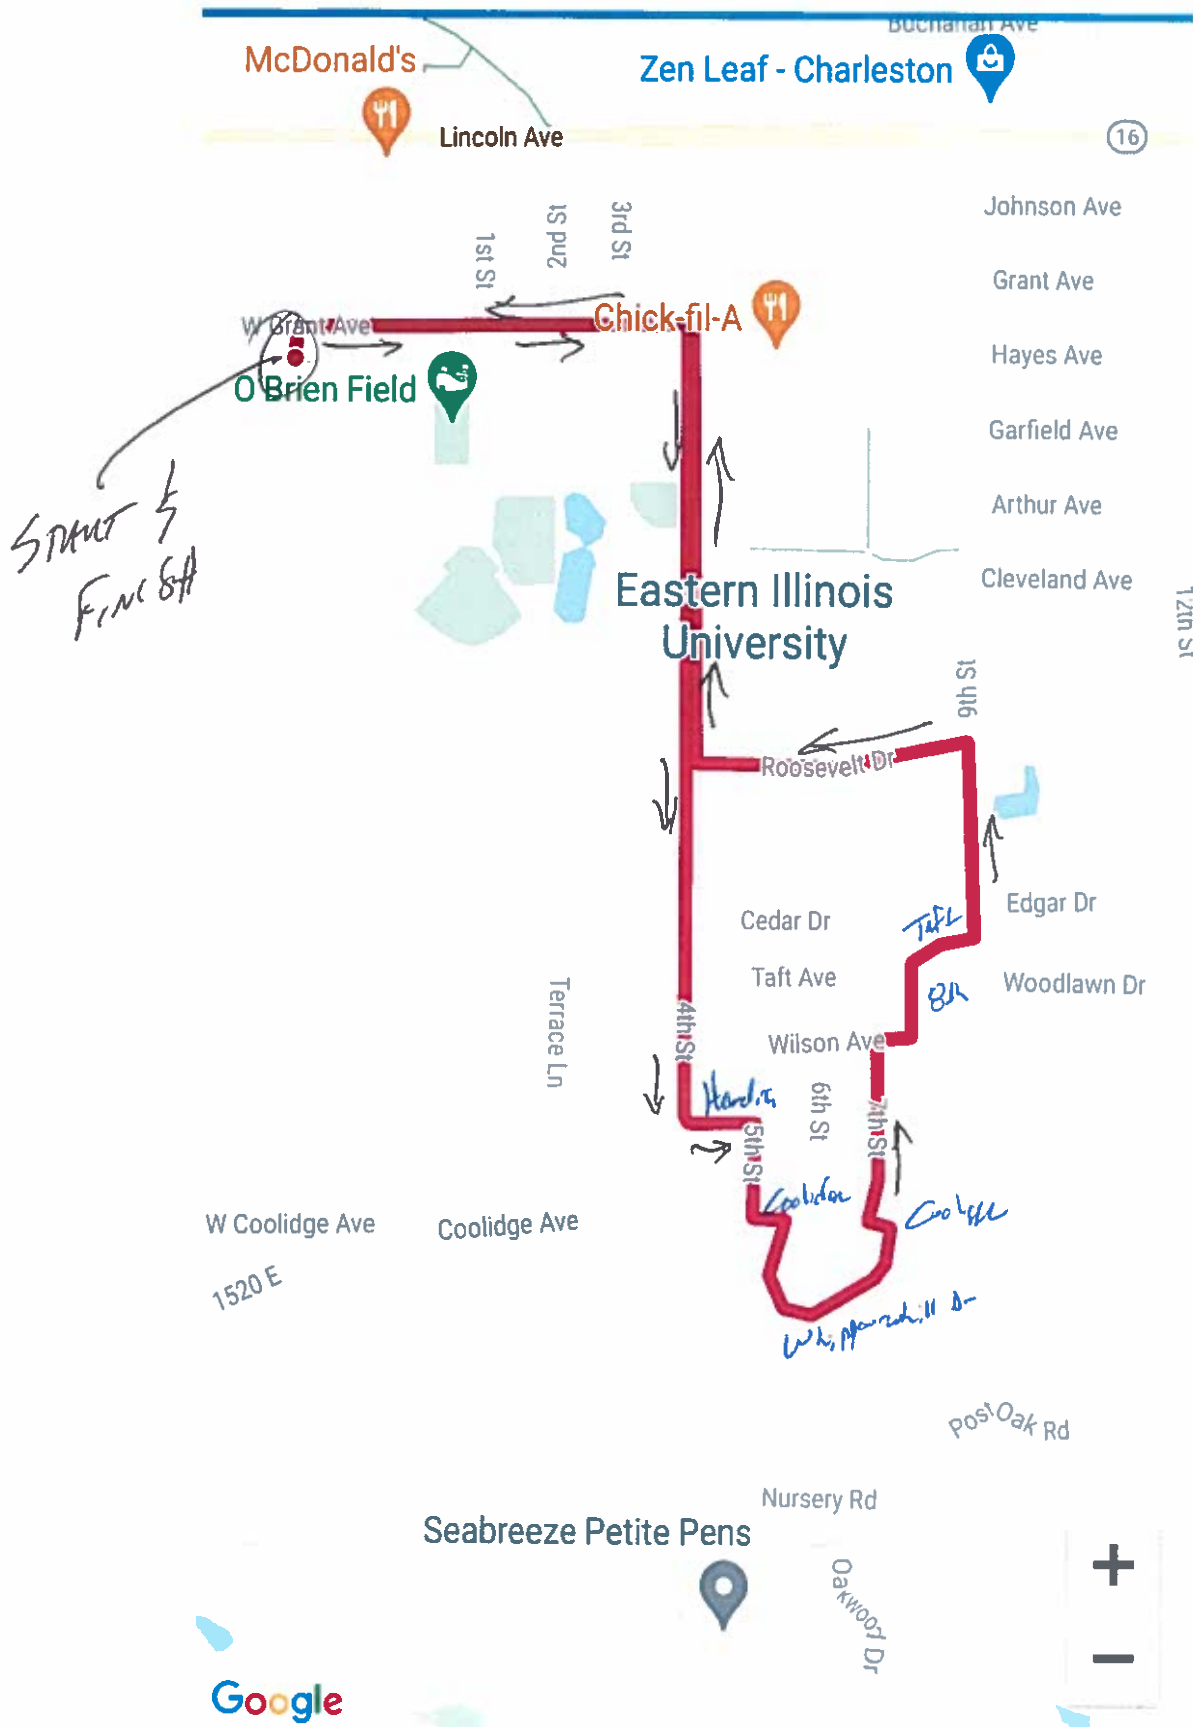 Buchanan Ave
McDonald's
Zen Leaf - Charleston
Lincoln Ave
16
Johnson Ave
1st St
2nd St
3rd St
Grant Ave
W Grant Ave
Chick-fil-A
Hayes Ave
O'Brien Field
Garfield Ave
START &
FINISH
Arthur Ave
Eastern Illinois
University
Cleveland Ave
12th St
9th St
Roosevelt Dr
Cedar Dr
Taft
Edgar Dr
Taft Ave
8th
Woodlawn Dr
Terrace Ln
4th St
Wilson Ave
6th St
7th St
5th St
W Coolidge Ave
Coolidge Ave
Coolidge
1520 E
Post Oak Rd
Nursery Rd
Seabreeze Petite Pens
Oakwood Dr
+
−
Google